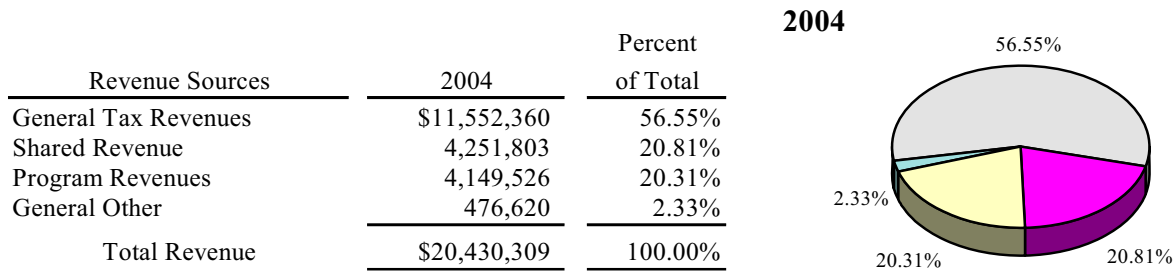 2004
Percent
Revenue Sources 2004 of Total
General Tax Revenues $11,552,360 56.55%
Shared Revenue 4,251,803 20.81%
Program Revenues 4,149,526 20.31%
General Other 476,620 2.33%
Total Revenue $20,430,309 100.00%
56.55%
2.33%
20.31%
20.81%